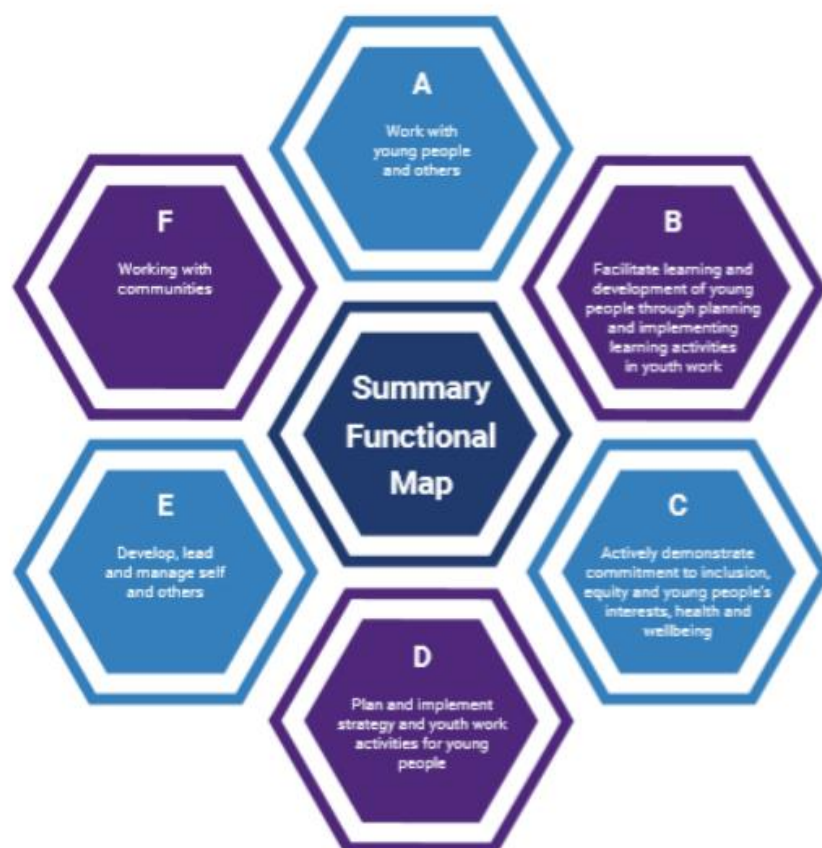 A
Work with
young people
and others
B
Facilitate learning and
development of young
people through planning
and implementing
learning activities
in youth work
C
Actively demonstrate
commitment to inclusion,
equity and young people's
interests, health and
wellbeing
D
Plan and implement
strategy and youth work
activities for young
people
E
Develop, lead
and manage self
and others
F
Working with
communities
Summary
Functional
Map